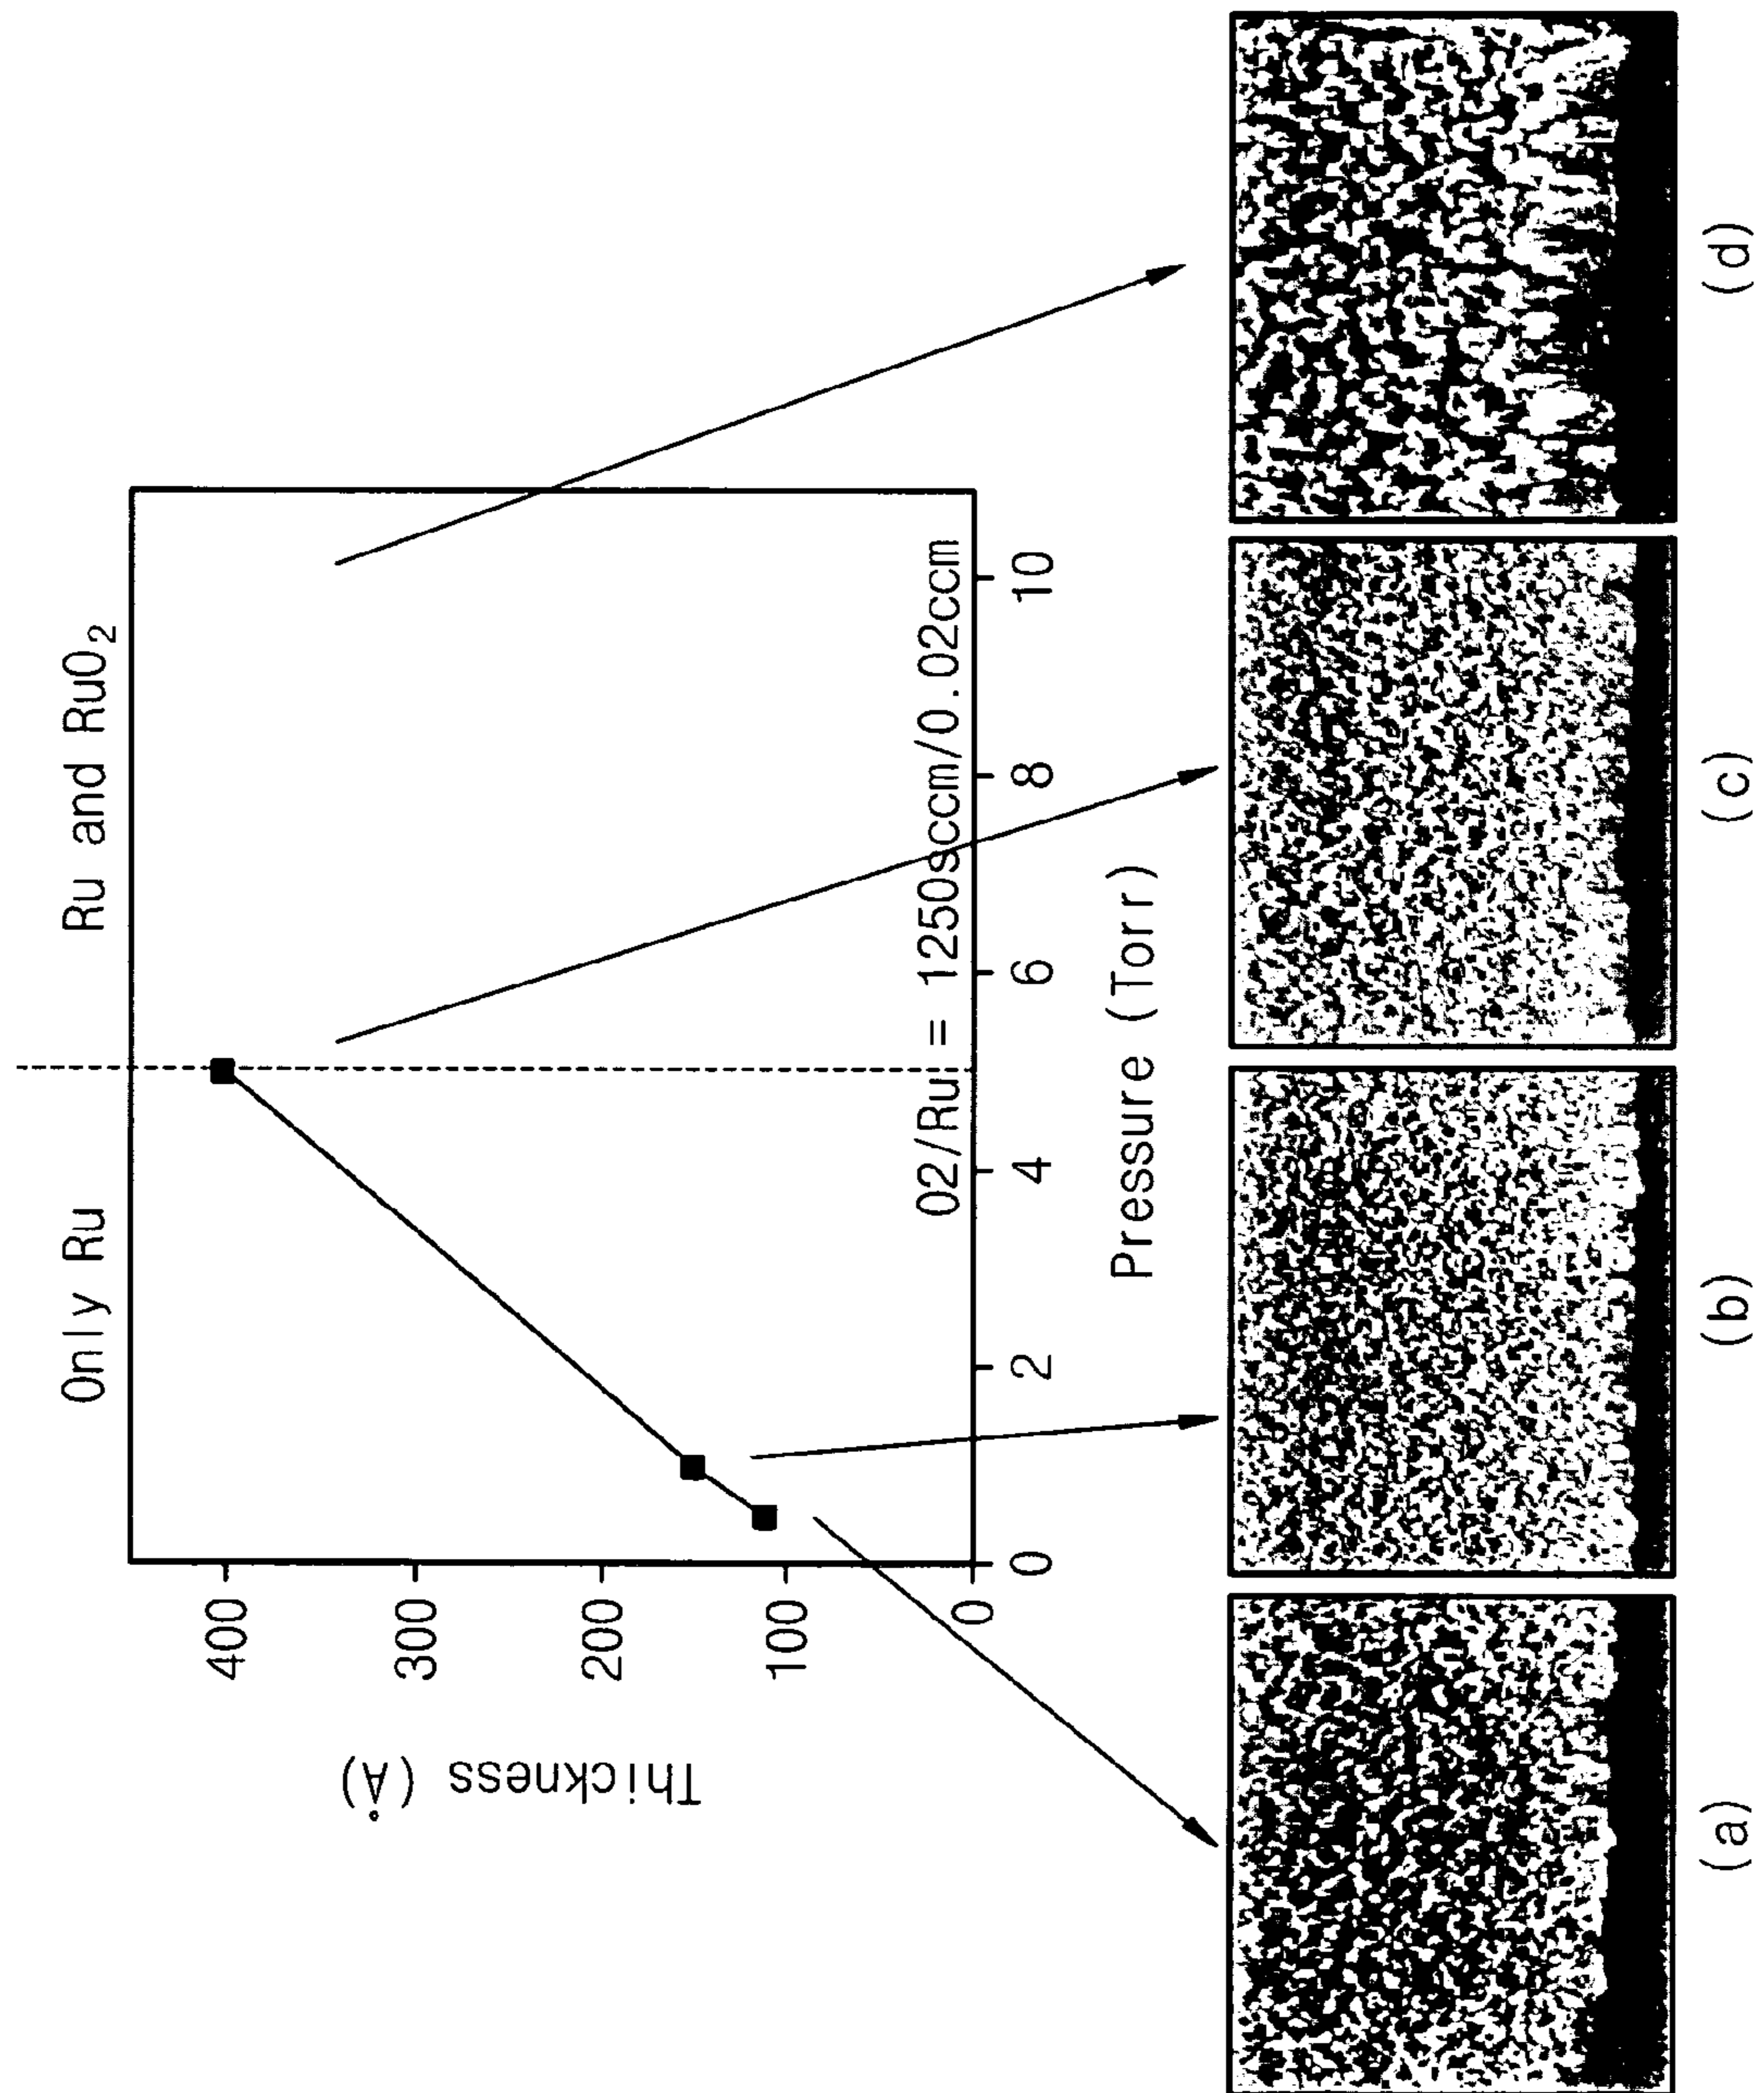 Only Ru
Ru and RuO₂
Thickness (Å)
400
300
200
100
0
O2/Ru = 1250sccm/0.02ccm
0
2
4
6
8
10
Pressure (Torr)
(a)
(b)
(c)
(d)